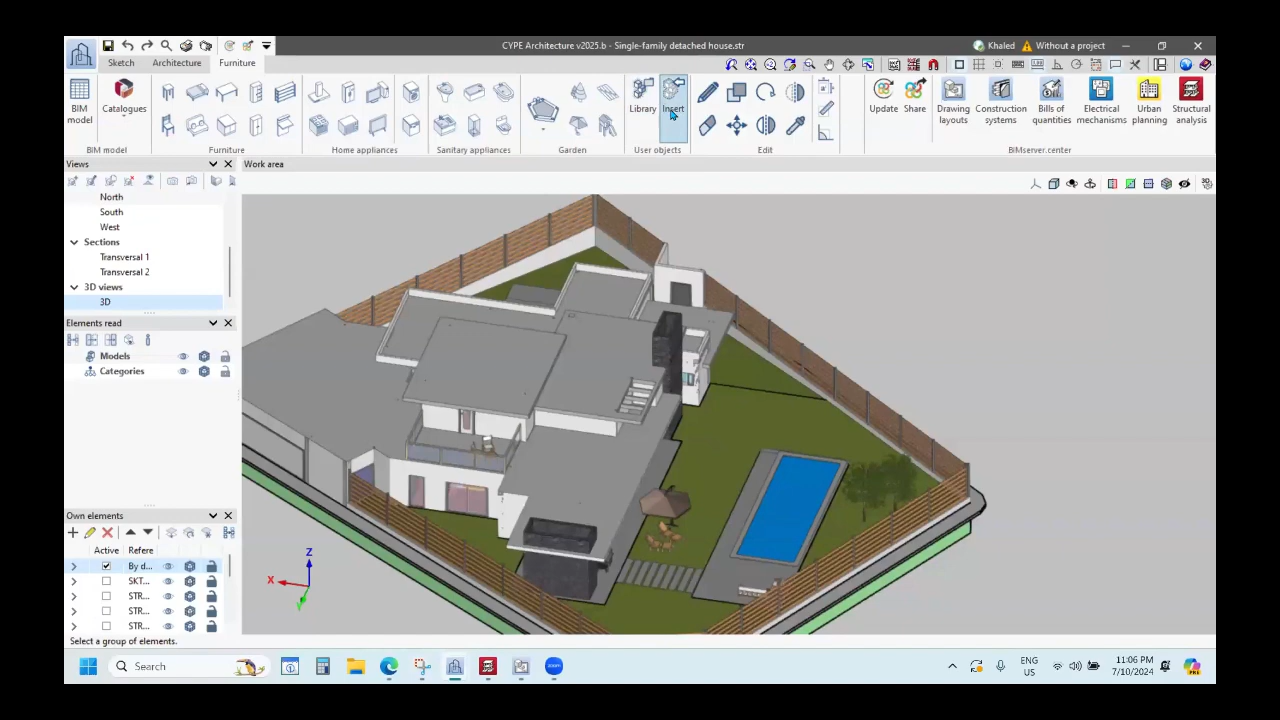 CYPE Architecture v2025.b - Single-family detached house.str
Khaled
Without a project
Sketch
Architecture
Furniture
BIM model
Catalogues
Library
Insert
Update
Share
Drawing layouts
Construction systems
Bills of quantities
Electrical mechanisms
Urban planning
Structural analysis
BIM model
Furniture
Home appliances
Sanitary appliances
Garden
User objects
Edit
BIMserver.center
Views
Work area
North
South
West
Sections
Transversal 1
Transversal 2
3D views
3D
Elements read
Models
Categories
Own elements
Active
Refere
By d...
SKT...
STR...
STR...
STR...
Z
X
Y
Select a group of elements.
Search
ENG
US
11:06 PM
7/10/2024